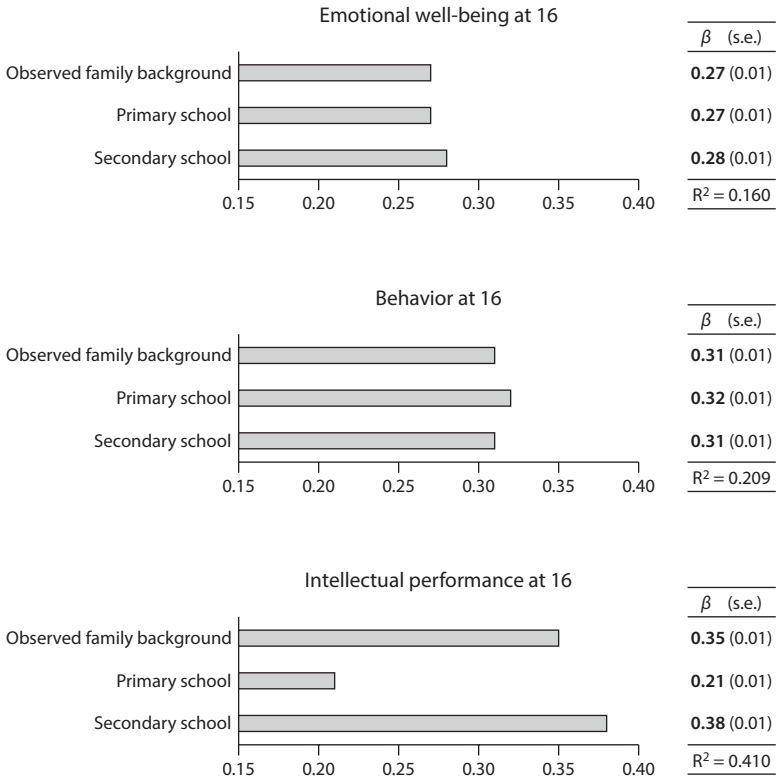 Emotional well-being at 16
β (s.e.)
Observed family background 0.27 (0.01)
Primary school 0.27 (0.01)
Secondary school 0.28 (0.01)
R² = 0.160
0.15 0.20 0.25 0.30 0.35 0.40
Behavior at 16
β (s.e.)
Observed family background 0.31 (0.01)
Primary school 0.32 (0.01)
Secondary school 0.31 (0.01)
R² = 0.209
0.15 0.20 0.25 0.30 0.35 0.40
Intellectual performance at 16
β (s.e.)
Observed family background 0.35 (0.01)
Primary school 0.21 (0.01)
Secondary school 0.38 (0.01)
R² = 0.410
0.15 0.20 0.25 0.30 0.35 0.40